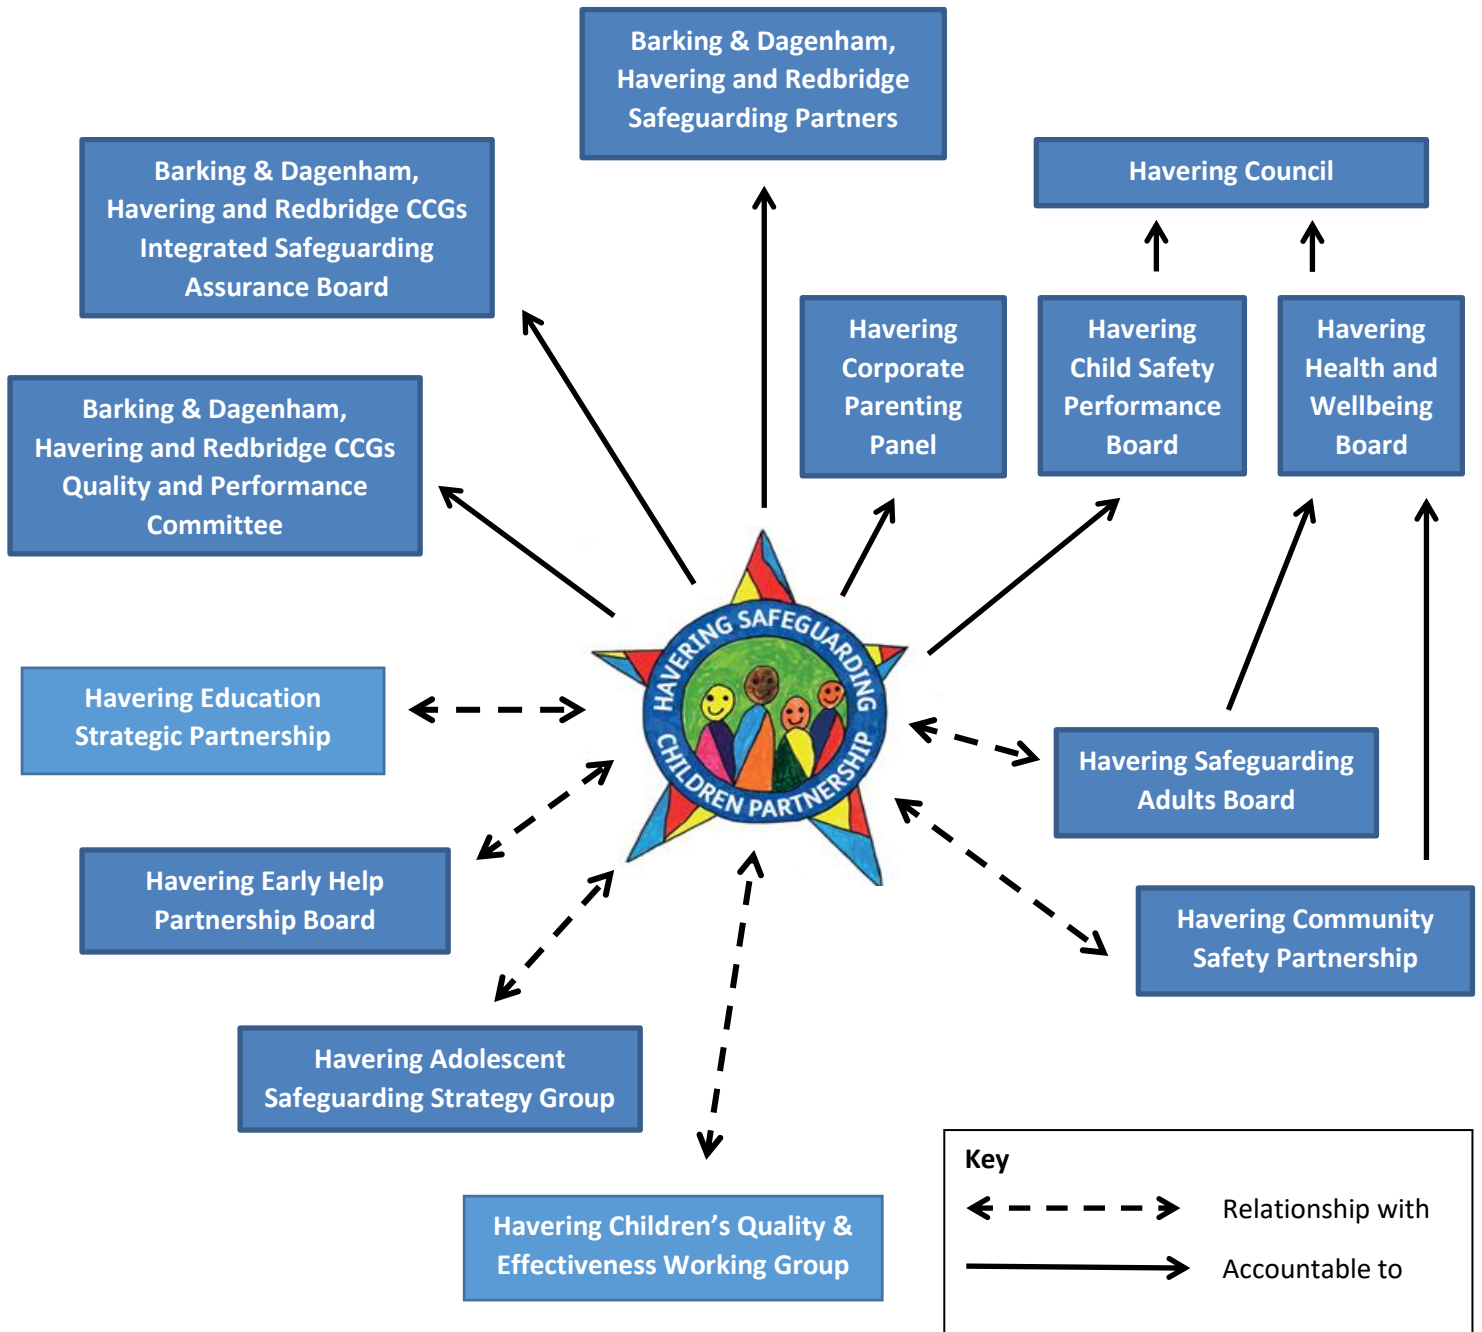 Barking & Dagenham,
Havering and Redbridge
Safeguarding Partners
Barking & Dagenham,
Havering and Redbridge CCGs
Integrated Safeguarding
Assurance Board
Havering Council
Barking & Dagenham,
Havering and Redbridge CCGs
Quality and Performance
Committee
Havering
Corporate
Parenting
Panel
Havering
Child Safety
Performance
Board
Havering
Health and
Wellbeing
Board
HAVERING SAFEGUARDING
CHILDREN PARTNERSHIP
Havering Education
Strategic Partnership
Havering Safeguarding
Adults Board
Havering Early Help
Partnership Board
Havering Community
Safety Partnership
Havering Adolescent
Safeguarding Strategy Group
Havering Children’s Quality &
Effectiveness Working Group
Key
Relationship with
Accountable to